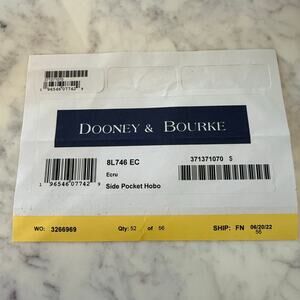 1 96546 07742 9
DOONEY & BOURKE
8L746 EC
371371070 S
Ecru
1 96546 07742 9
Side Pocket Hobo
WO: 3266969
Qty: 52 of 56
SHIP: FN 06/20/22
56